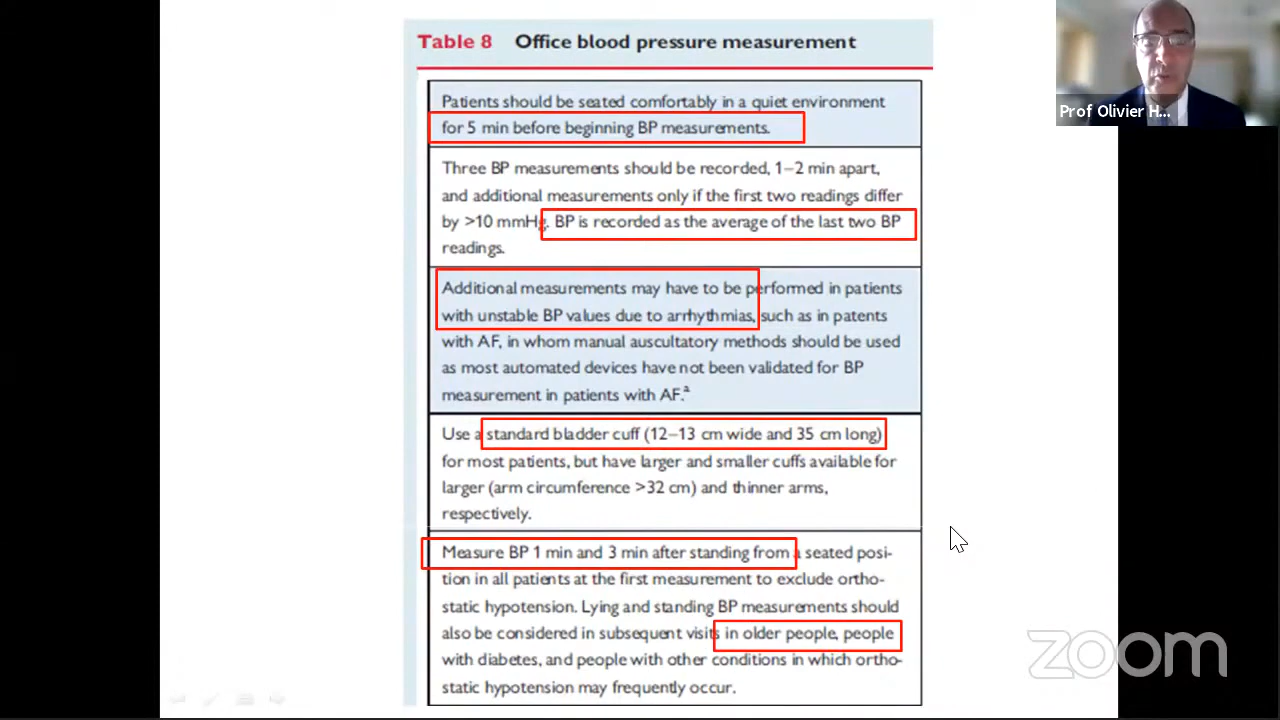 Table 8 Office blood pressure measurement
Patients should be seated comfortably in a quiet environment
for 5 min before beginning BP measurements.
Three BP measurements should be recorded, 1–2 min apart,
and additional measurements only if the first two readings differ
by >10 mmHg. BP is recorded as the average of the last two BP
readings.
Additional measurements may have to be performed in patients
with unstable BP values due to arrhythmias, such as in patents
with AF, in whom manual auscultatory methods should be used
as most automated devices have not been validated for BP
measurement in patients with AF.ᵃ
Use a standard bladder cuff (12–13 cm wide and 35 cm long)
for most patients, but have larger and smaller cuffs available for
larger (arm circumference >32 cm) and thinner arms,
respectively.
Measure BP 1 min and 3 min after standing from a seated posi-
tion in all patients at the first measurement to exclude ortho-
static hypotension. Lying and standing BP measurements should
also be considered in subsequent visits in older people, people
with diabetes, and people with other conditions in which ortho-
static hypotension may frequently occur.
Prof Olivier H...
zoom